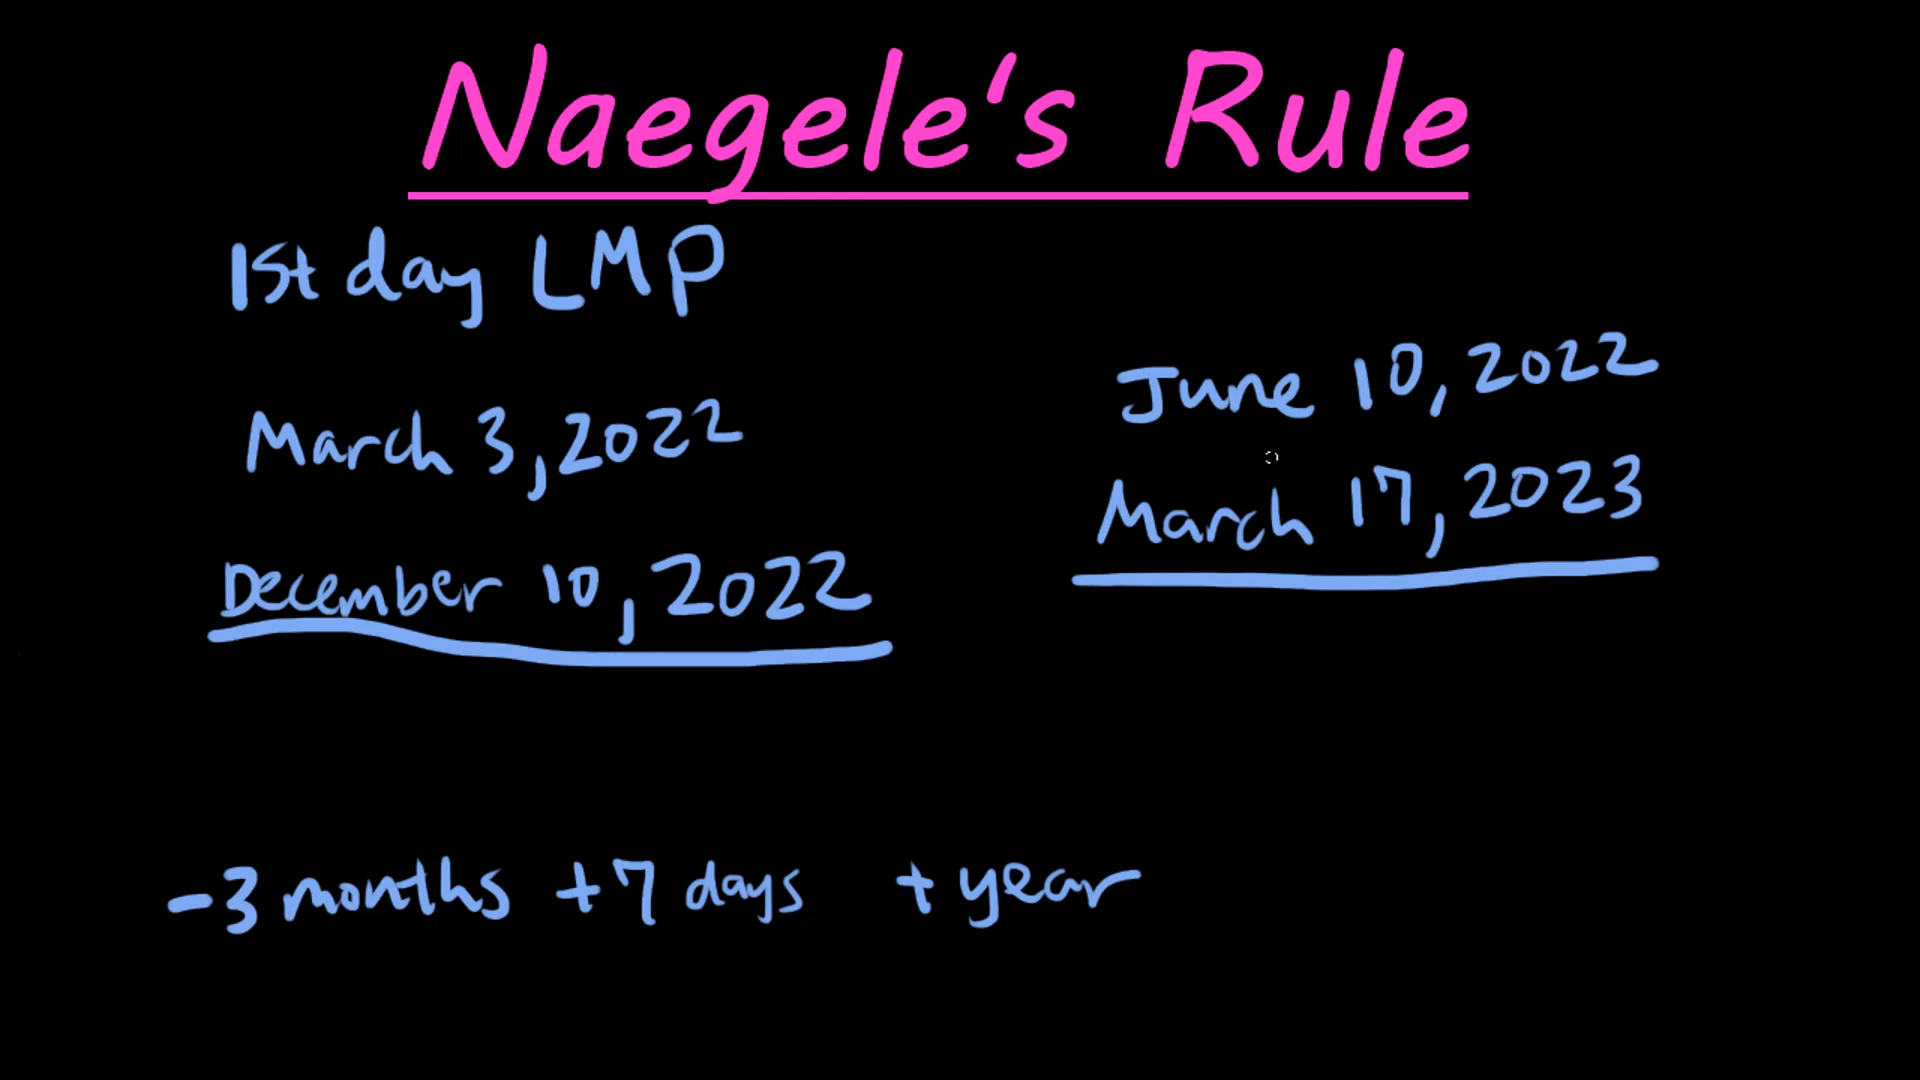 Naegele's Rule
1st day LMP
March 3, 2022
December 10, 2022
June 10, 2022
March 17, 2023
-3 months +7 days + year